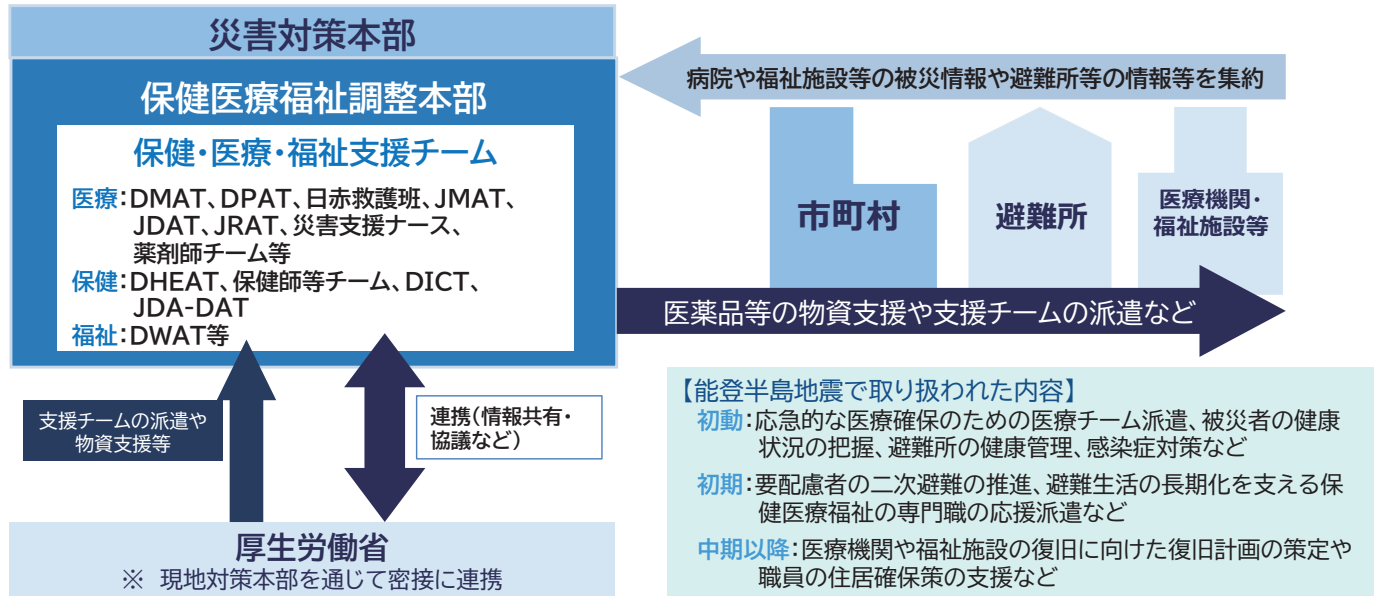 災害対策本部
保健医療福祉調整本部
保健・医療・福祉支援チーム
医療:DMAT、DPAT、日赤救護班、JMAT、
JDAT、JRAT、災害支援ナース、
薬剤師チーム等
保健:DHEAT、保健師等チーム、DICT、
JDA-DAT
福祉:DWAT等
病院や福祉施設等の被災情報や避難所等の情報等を集約
市町村
避難所
医療機関・
福祉施設等
医薬品等の物資支援や支援チームの派遣など
支援チームの派遣や
物資支援等
連携(情報共有・
協議など)
厚生労働省
※ 現地対策本部を通じて密接に連携
【能登半島地震で取り扱われた内容】
初動:応急的な医療確保のための医療チーム派遣、被災者の健康
状況の把握、避難所の健康管理、感染症対策など
初期:要配慮者の二次避難の推進、避難生活の長期化を支える保
健医療福祉の専門職の応援派遣など
中期以降:医療機関や福祉施設の復旧に向けた復旧計画の策定や
職員の住居確保策の支援など